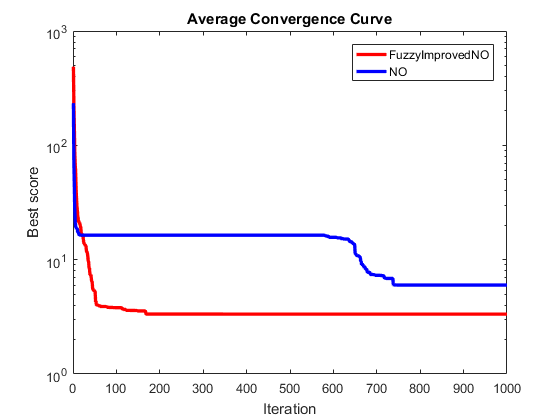 Average Convergence Curve
10^3
10^2
10^1
10^0
Best score
FuzzyImprovedNO
NO
0 100 200 300 400 500 600 700 800 900 1000
Iteration